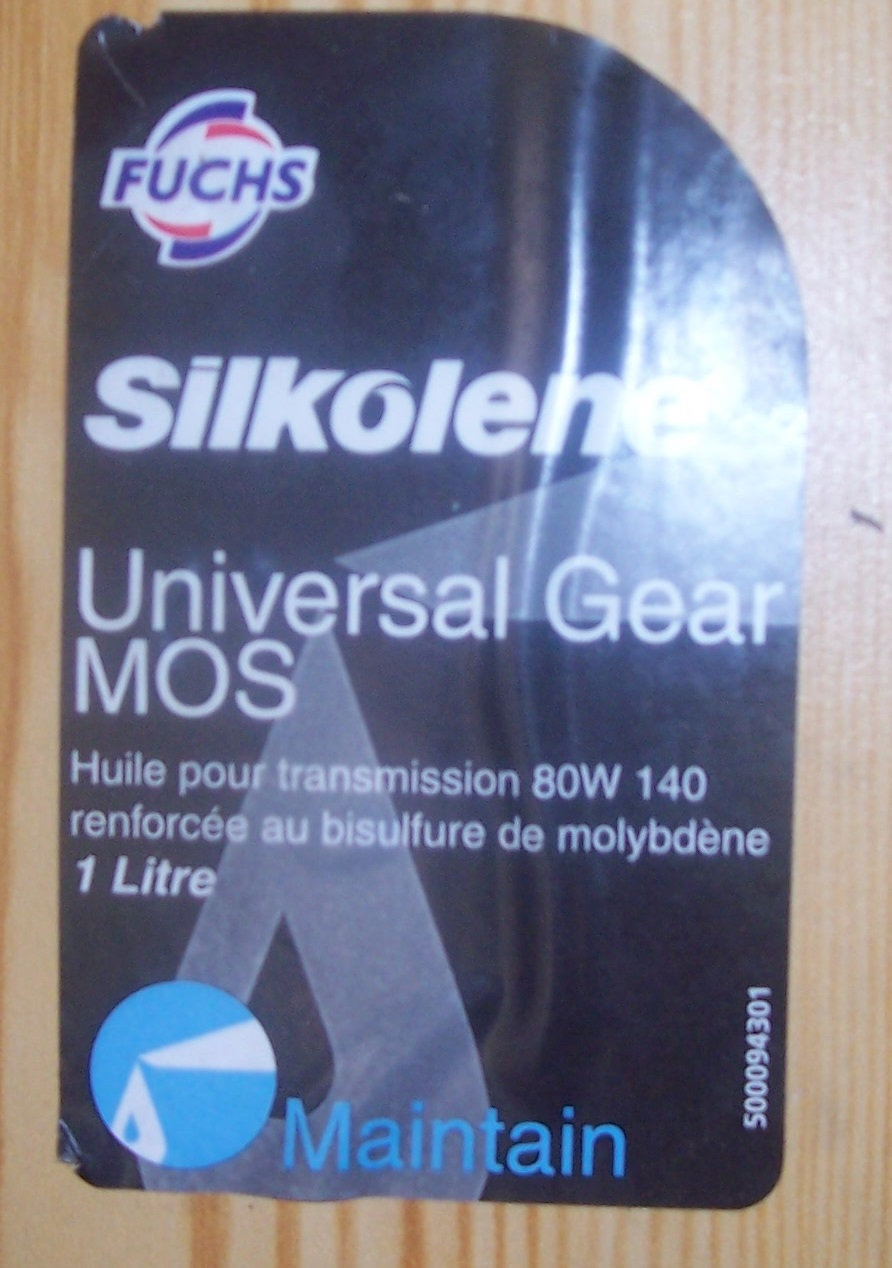 FUCHS
Silkolene
Universal Gear
MOS
Huile pour transmission 80W 140
renforcée au bisulfure de molybdène
1 Litre
Maintain
500094301